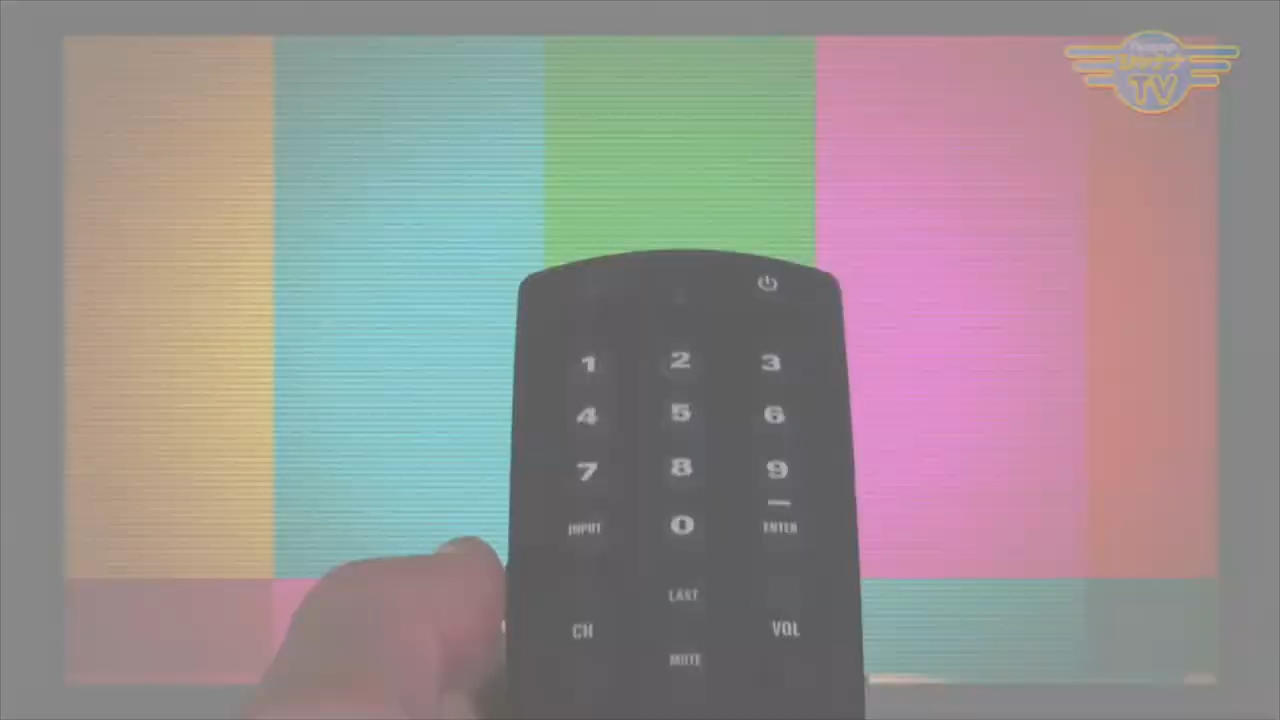 TV
1 2 3
4 5 6
7 8 9
INPUT 0 ENTER
LAST
CH VOL
MUTE